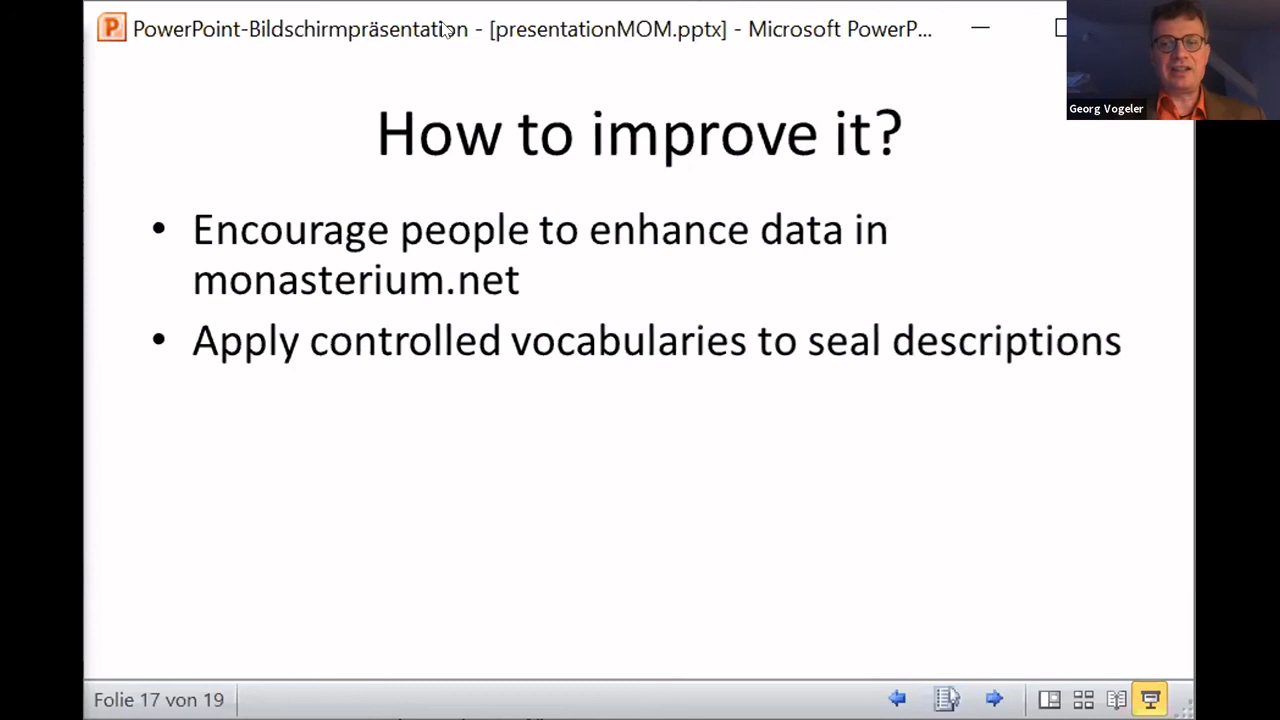 PowerPoint-Bildschirmpräsentation - [presentationMOM.pptx] - Microsoft PowerP...
Georg Vogeler
How to improve it?
• Encourage people to enhance data in
monasterium.net
• Apply controlled vocabularies to seal descriptions
Folie 17 von 19